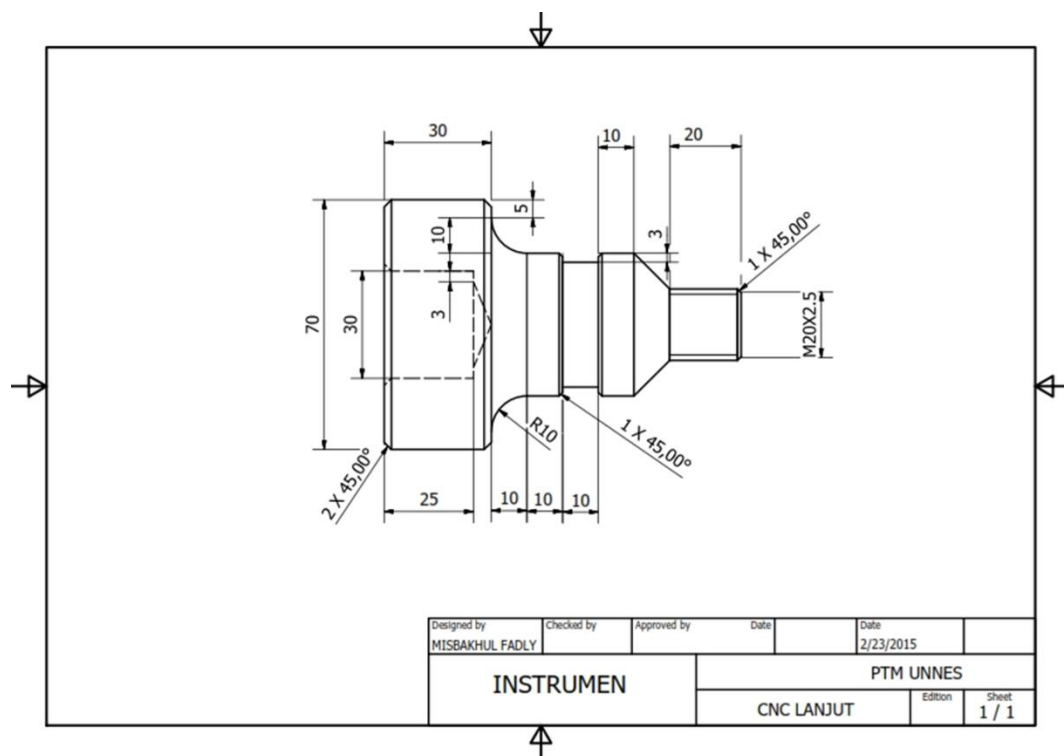 30
10
20
5
10
3
1 X 45,00°
3
70
30
M20X2.5
R10
1 X 45,00°
2 X 45,00°
25
10
10
10
Designed by
MISBAKHUL FADLY
Checked by
Approved by
Date
Date
2/23/2015
INSTRUMEN
PTM UNNES
CNC LANJUT
Edition
Sheet
1 / 1